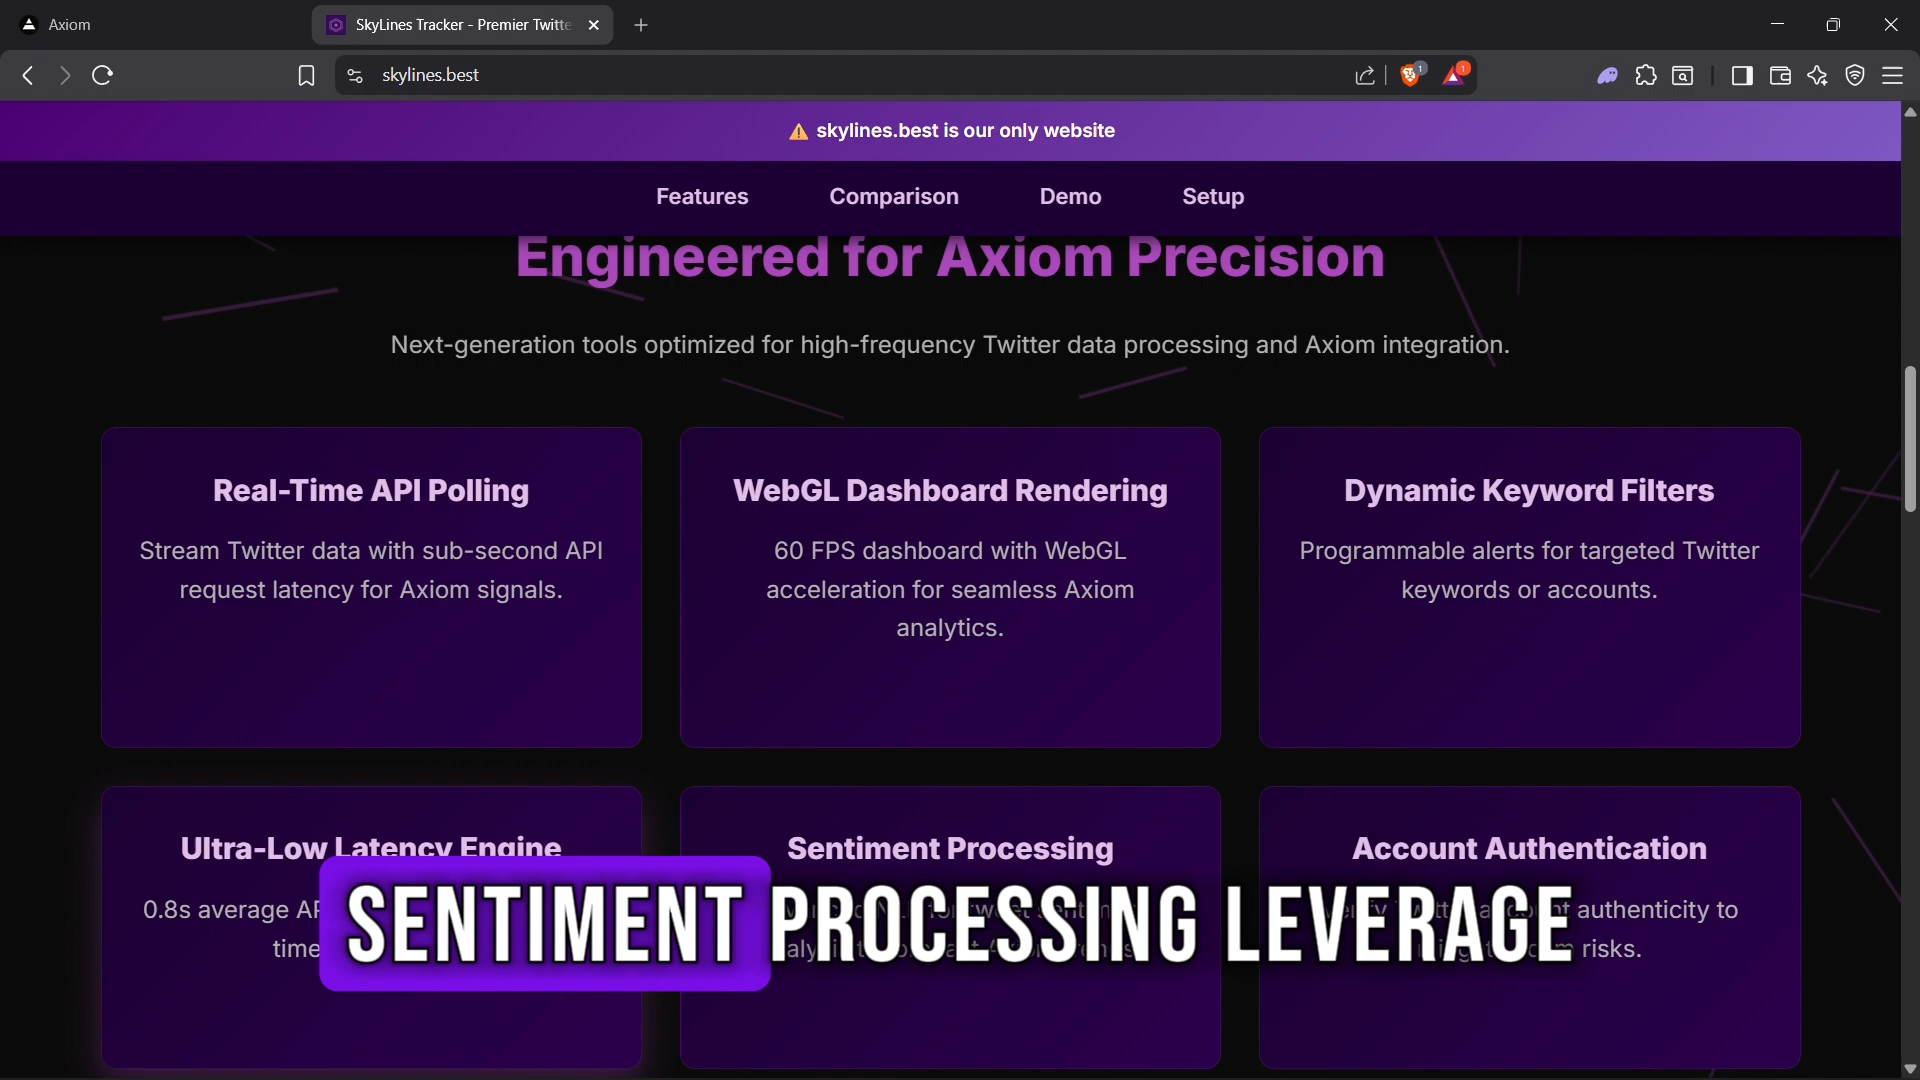 Axiom
SkyLines Tracker - Premier Twitte
skylines.best
1
1
⚠️ skylines.best is our only website
Features
Comparison
Demo
Setup
Engineered for Axiom Precision
Next-generation tools optimized for high-frequency Twitter data processing and Axiom integration.
Real-Time API Polling
Stream Twitter data with sub-second API
request latency for Axiom signals.
WebGL Dashboard Rendering
60 FPS dashboard with WebGL
acceleration for seamless Axiom
analytics.
Dynamic Keyword Filters
Programmable alerts for targeted Twitter
keywords or accounts.
Ultra-Low Latency Engine
0.8s average
time
Sentiment Processing
Account Authentication
authenticity to
risks.
SENTIMENT PROCESSING LEVERAGE